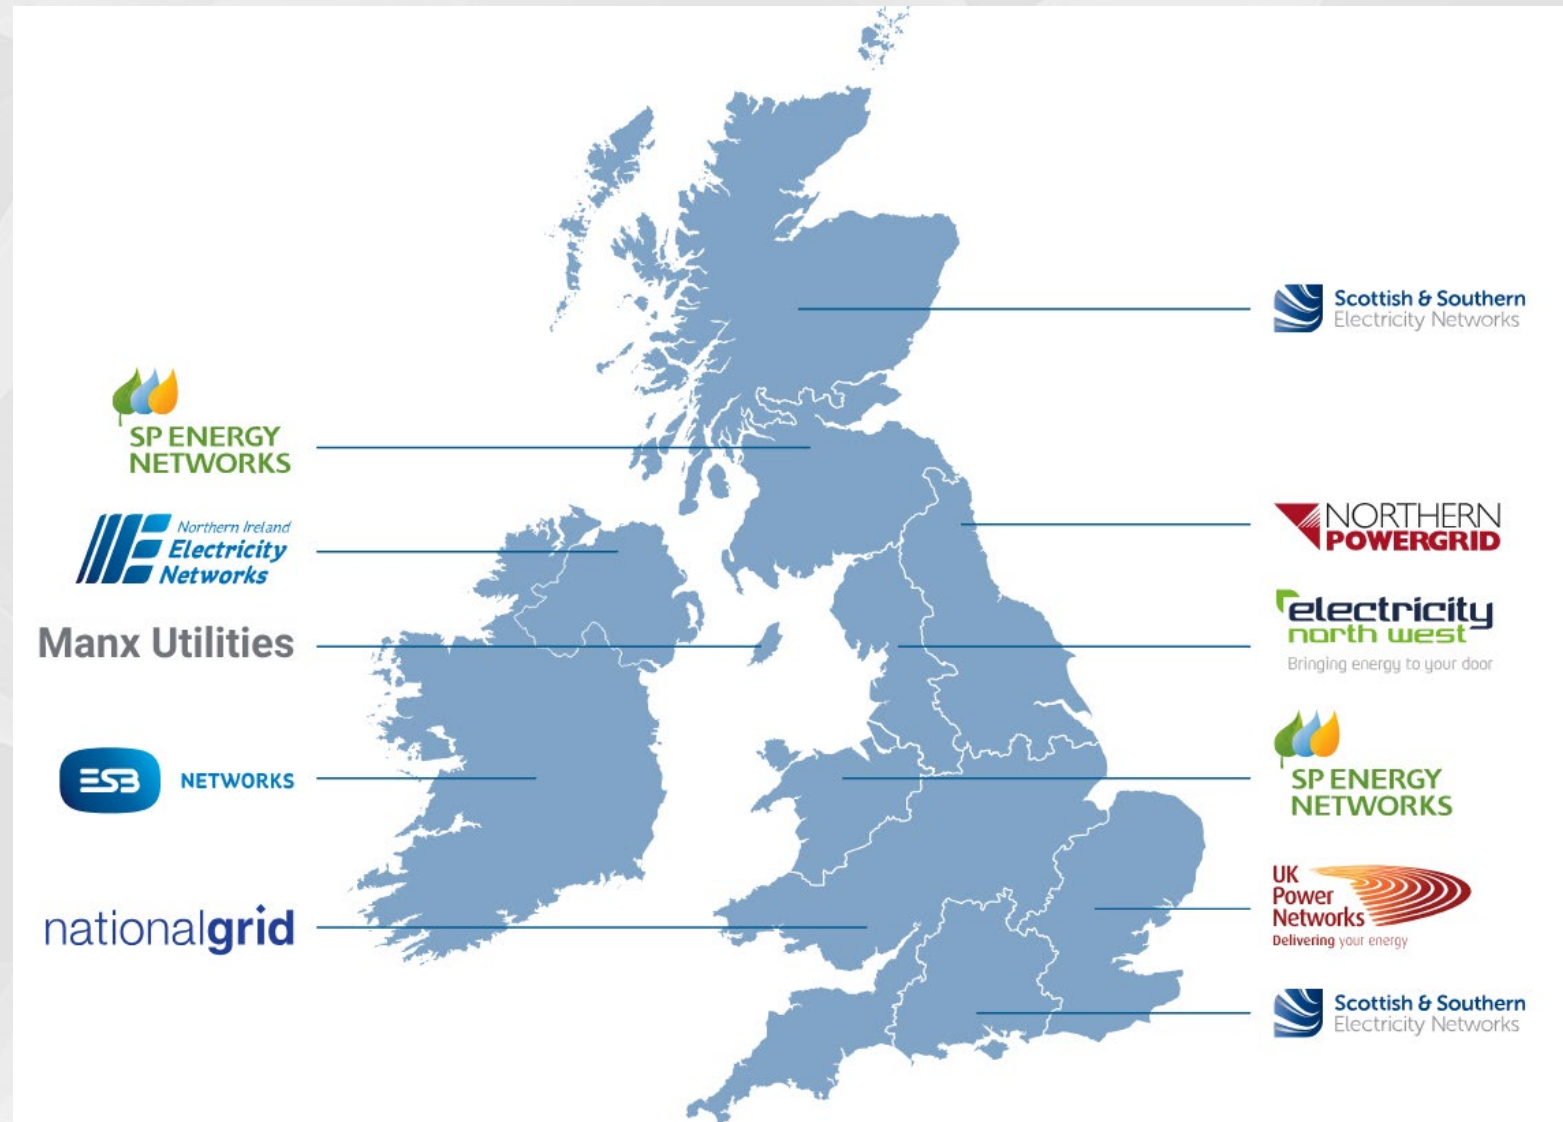 Scottish & Southern
Electricity Networks
SP ENERGY
NETWORKS
Northern Ireland
Electricity
Networks
NORTHERN
POWERGRID
electricity
north west
Bringing energy to your door
Manx Utilities
ESB NETWORKS
SP ENERGY
NETWORKS
nationalgrid
UK
Power
Networks
Delivering your energy
Scottish & Southern
Electricity Networks